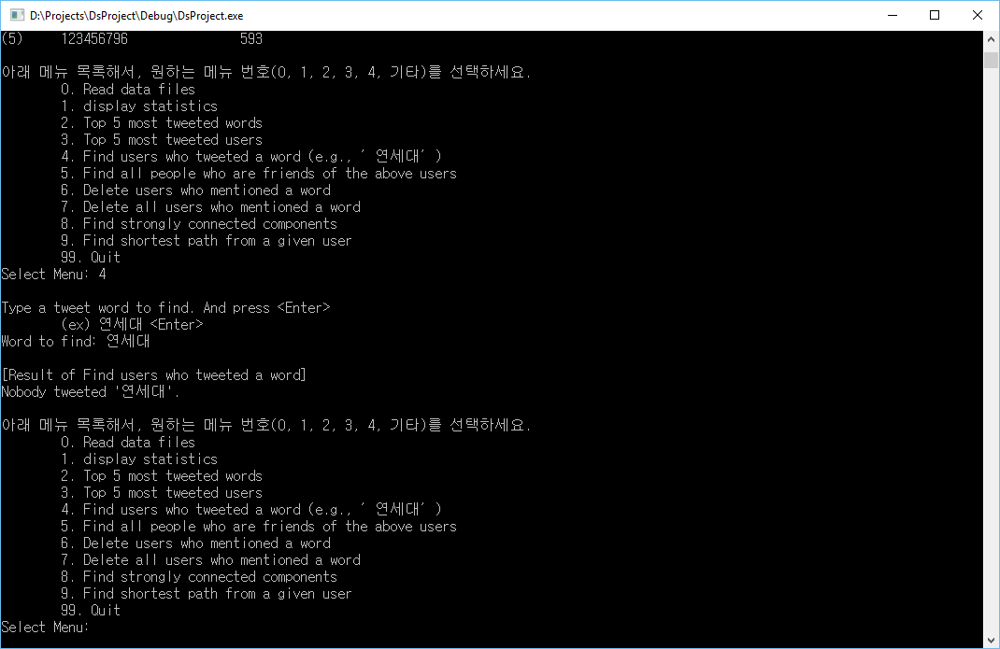 D:\Projects\DsProject\Debug\DsProject.exe
(5) 123456796 593
아래 메뉴 목록해서, 원하는 메뉴 번호(0, 1, 2, 3, 4, 기타)를 선택하세요.
0. Read data files
1. display statistics
2. Top 5 most tweeted words
3. Top 5 most tweeted users
4. Find users who tweeted a word (e.g., ’연세대’)
5. Find all people who are friends of the above users
6. Delete users who mentioned a word
7. Delete all users who mentioned a word
8. Find strongly connected components
9. Find shortest path from a given user
99. Quit
Select Menu: 4
Type a tweet word to find. And press <Enter>
(ex) 연세대 <Enter>
Word to find: 연세대
[Result of Find users who tweeted a word]
Nobody tweeted '연세대'.
아래 메뉴 목록해서, 원하는 메뉴 번호(0, 1, 2, 3, 4, 기타)를 선택하세요.
0. Read data files
1. display statistics
2. Top 5 most tweeted words
3. Top 5 most tweeted users
4. Find users who tweeted a word (e.g., ’연세대’)
5. Find all people who are friends of the above users
6. Delete users who mentioned a word
7. Delete all users who mentioned a word
8. Find strongly connected components
9. Find shortest path from a given user
99. Quit
Select Menu: